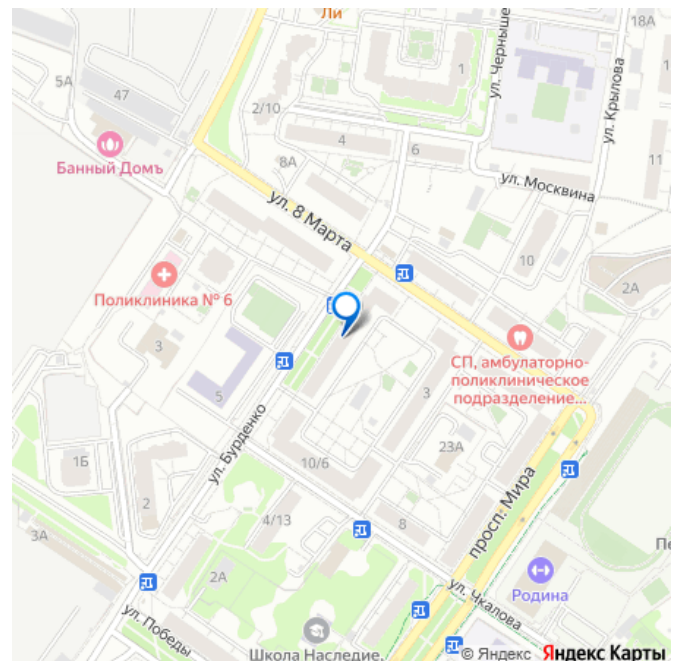 Ли
18А
ул. Черныше
1
5А
47
2/10
4
6
ул. Крылова
8А
11
Банный Домъ
ул. Москвина
ул. 8 Марта
10
2А
Поликлиника № 6
3
СП, амбулаторно-
поликлиническое
подразделение...
5
3
23А
ул. Бурденко
1Б
10/6
просп. Мира
2
4/13
8
3А
Пе
2А
ул. Чкалова
Родина
ул. Победы
Школа Наследие,
© Яндекс Яндекс Карты